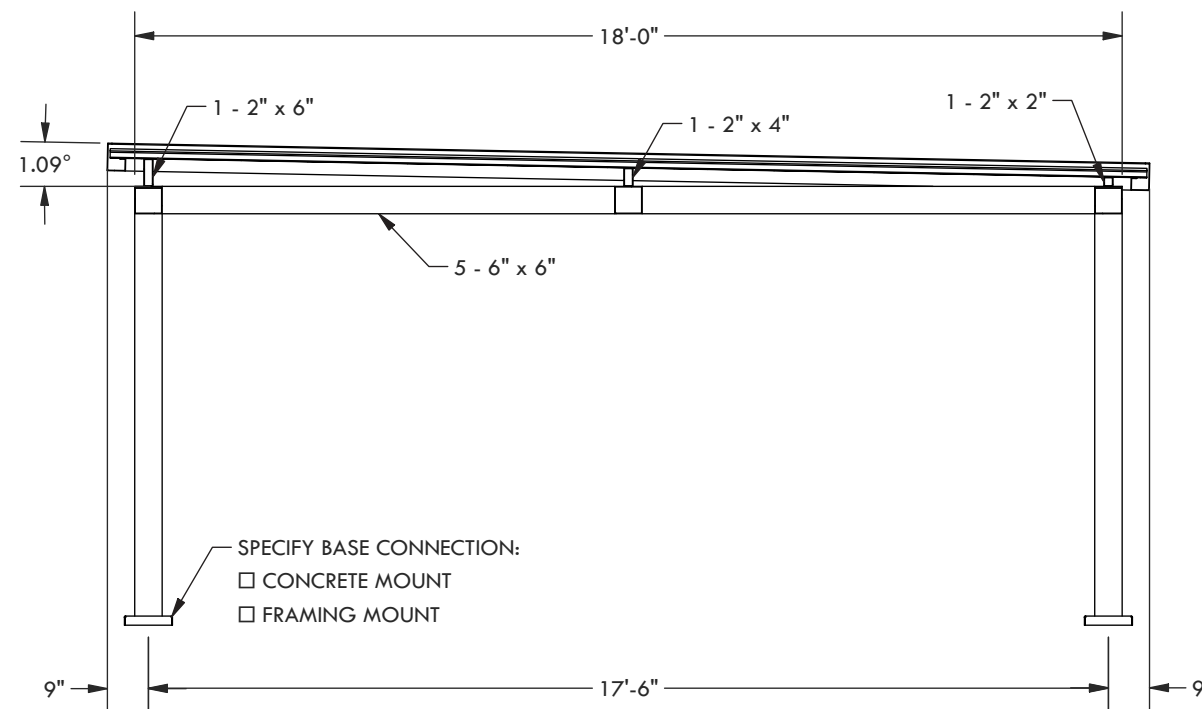 18'-0"
1 - 2" x 6"
1 - 2" x 4"
1 - 2" x 2"
1.09°
5 - 6" x 6"
SPECIFY BASE CONNECTION:
☐ CONCRETE MOUNT
☐ FRAMING MOUNT
9"
17'-6"
9